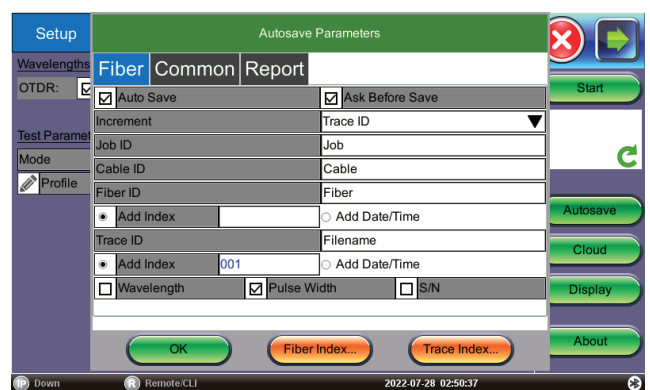 Setup
Autosave Parameters
Wavelengths
Fiber Common Report
OTDR:
Auto Save
Ask Before Save
Start
Increment
Trace ID
Test Paramet
Job ID
Job
Mode
Cable ID
Cable
Profile
Fiber ID
Fiber
Add Index
Add Date/Time
Autosave
Trace ID
Filename
Add Index
001
Add Date/Time
Cloud
Wavelength
Pulse Width
S/N
Display
OK
Fiber Index...
Trace Index...
About
IP Down
R Remote/CLI
2022-07-28 02:50:37